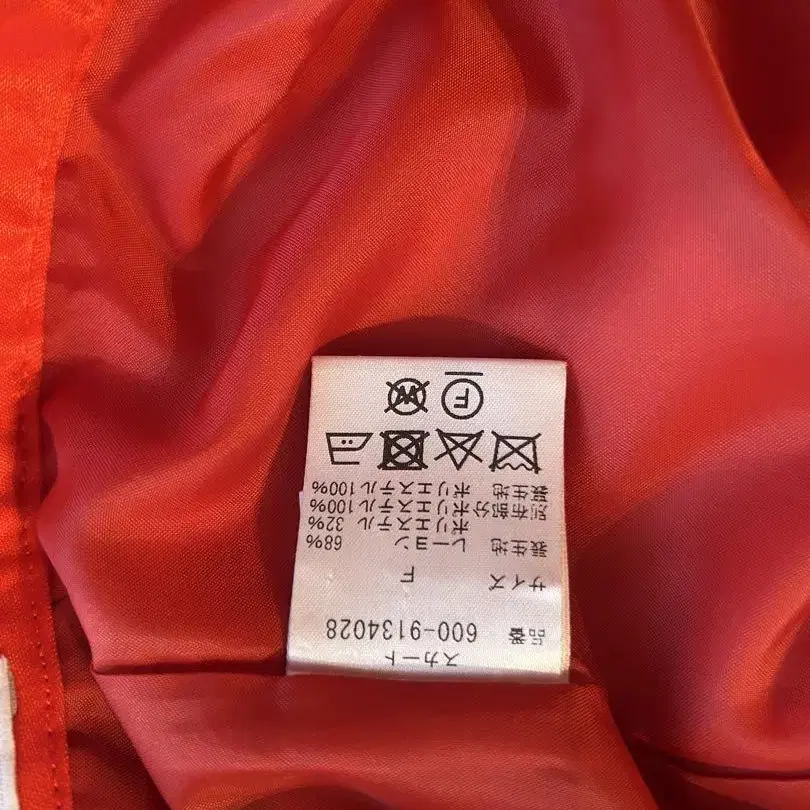 スカート
品番 600-9134028
サイズ F
表生地 レーヨン 68%
ポリエステル 32%
別布部分 ポリエステル 100%
裏生地 ポリエステル 100%
F W